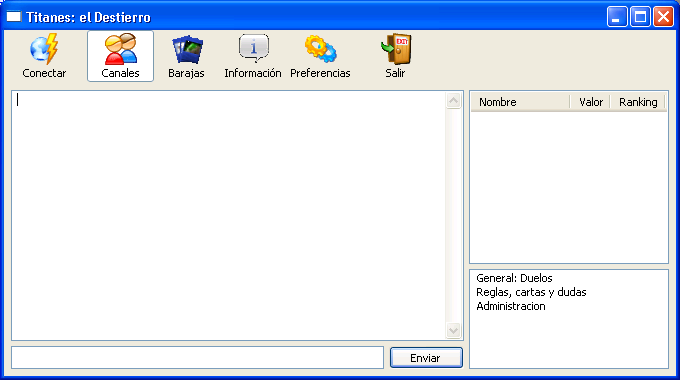 Titanes: el Destierro
Conectar
Canales
Barajas
Información
Preferencias
EXIT
Salir
Nombre
Valor
Ranking
General: Duelos
Reglas, cartas y dudas
Administracion
Enviar